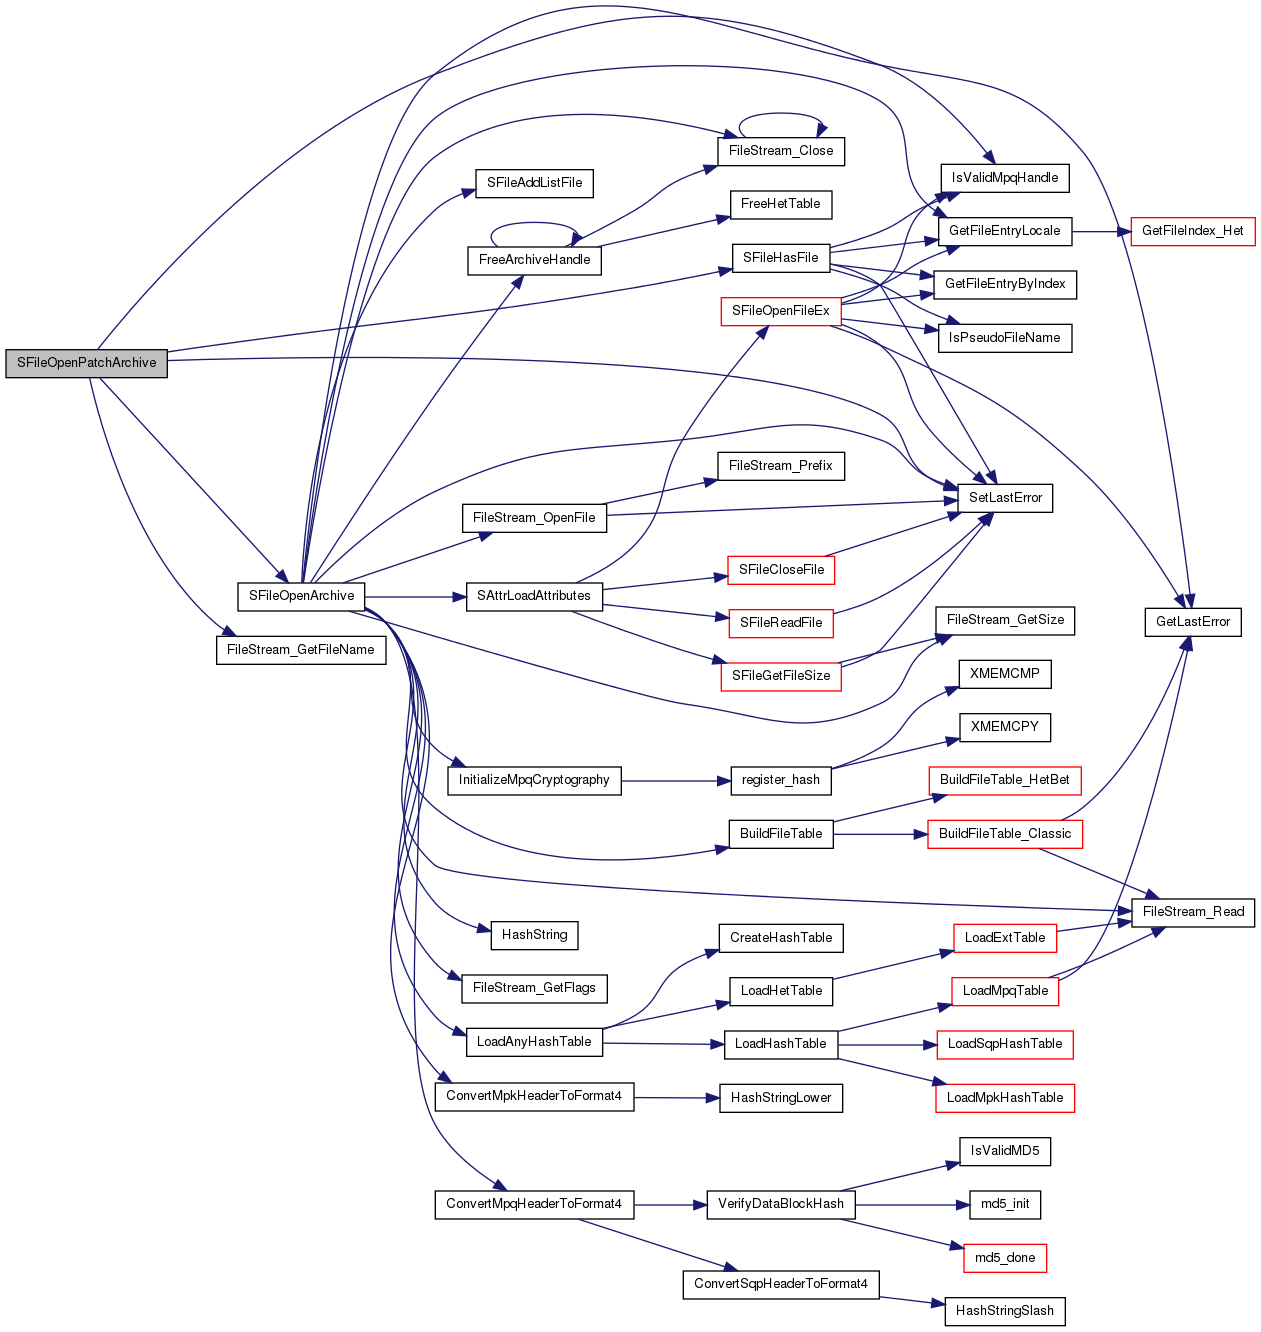 FileStream_Close
SFileAddListFile
IsValidMpqHandle
FreeHetTable
GetFileEntryLocale
GetFileIndex_Het
FreeArchiveHandle
SFileHasFile
GetFileEntryByIndex
SFileOpenFileEx
IsPseudoFileName
SFileOpenPatchArchive
FileStream_Prefix
SetLastError
FileStream_OpenFile
SFileCloseFile
SFileOpenArchive
SAttrLoadAttributes
SFileReadFile
FileStream_GetSize
GetLastError
FileStream_GetFileName
SFileGetFileSize
XMEMCMP
XMEMCPY
InitializeMpqCryptography
register_hash
BuildFileTable_HetBet
BuildFileTable
BuildFileTable_Classic
FileStream_Read
HashString
CreateHashTable
LoadExtTable
FileStream_GetFlags
LoadHetTable
LoadMpqTable
LoadAnyHashTable
LoadHashTable
LoadSqpHashTable
ConvertMpkHeaderToFormat4
HashStringLower
LoadMpkHashTable
IsValidMD5
ConvertMpqHeaderToFormat4
VerifyDataBlockHash
md5_init
md5_done
ConvertSqpHeaderToFormat4
HashStringSlash